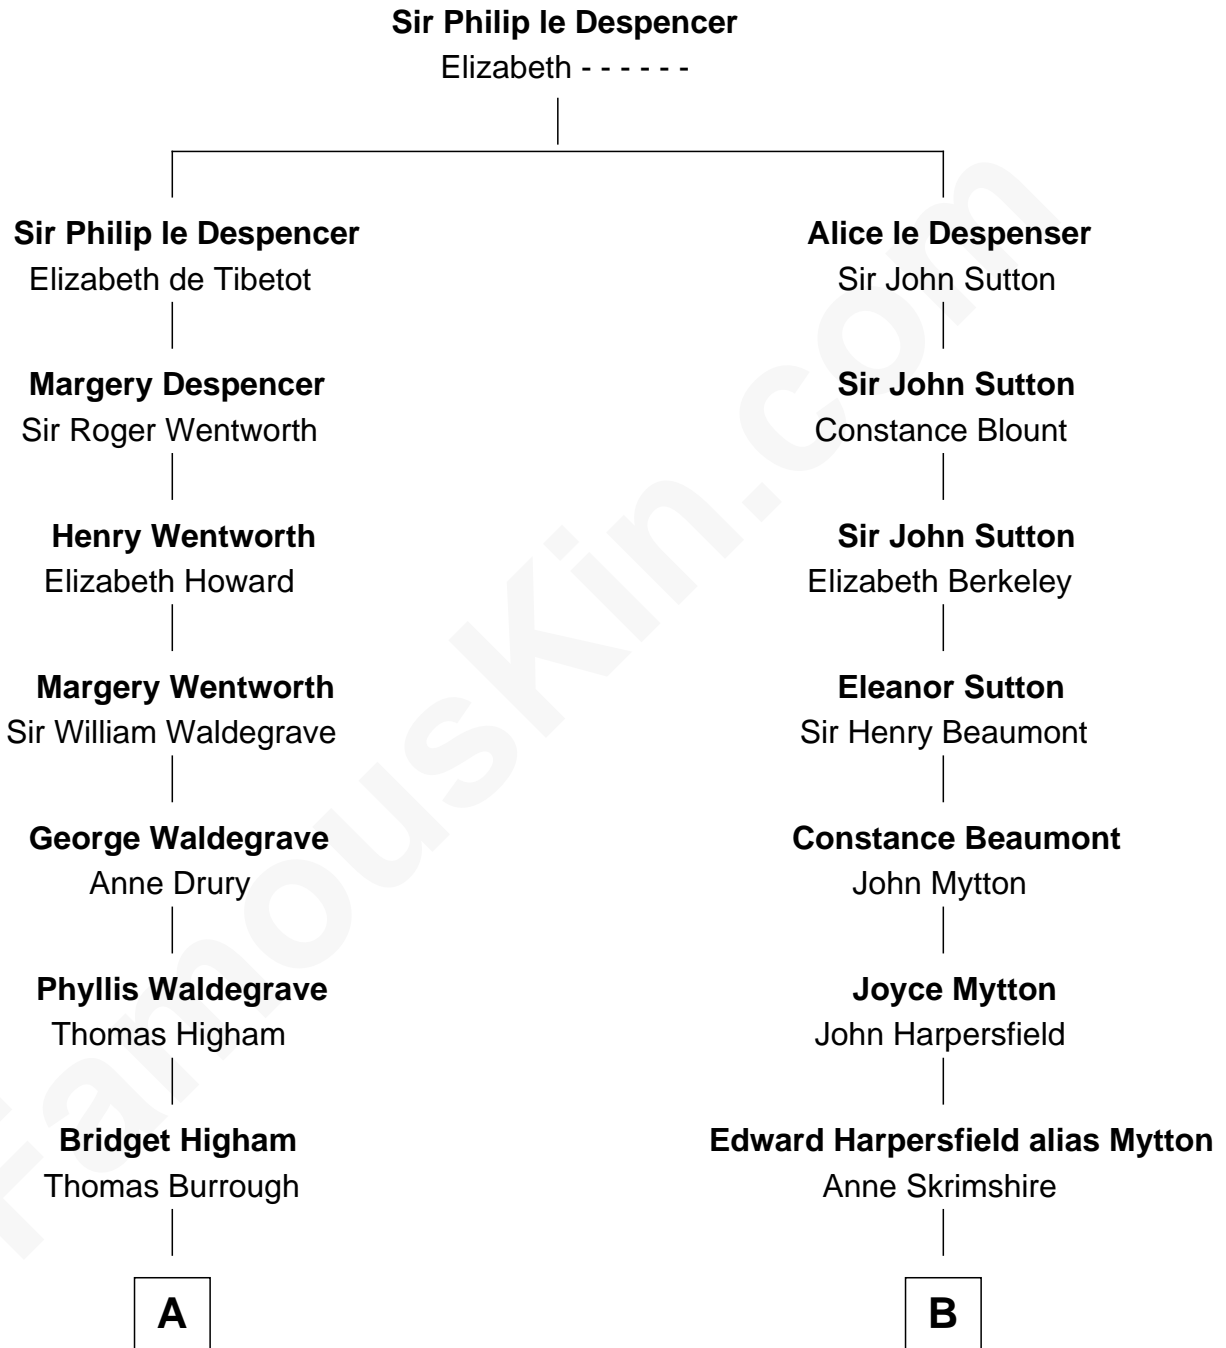 Sir Philip le Despencer
Elizabeth - - - - - -
Sir Philip le Despencer
Elizabeth de Tibetot
Alice le Despenser
Sir John Sutton
Margery Despencer
Sir Roger Wentworth
Sir John Sutton
Constance Blount
Henry Wentworth
Elizabeth Howard
Sir John Sutton
Elizabeth Berkeley
Margery Wentworth
Sir William Waldegrave
Eleanor Sutton
Sir Henry Beaumont
George Waldegrave
Anne Drury
Constance Beaumont
John Mytton
Phyllis Waldegrave
Thomas Higham
Joyce Mytton
John Harpersfield
Bridget Higham
Thomas Burrough
Edward Harpersfield alias Mytton
Anne Skrimshire
A
B
FamousKin.com